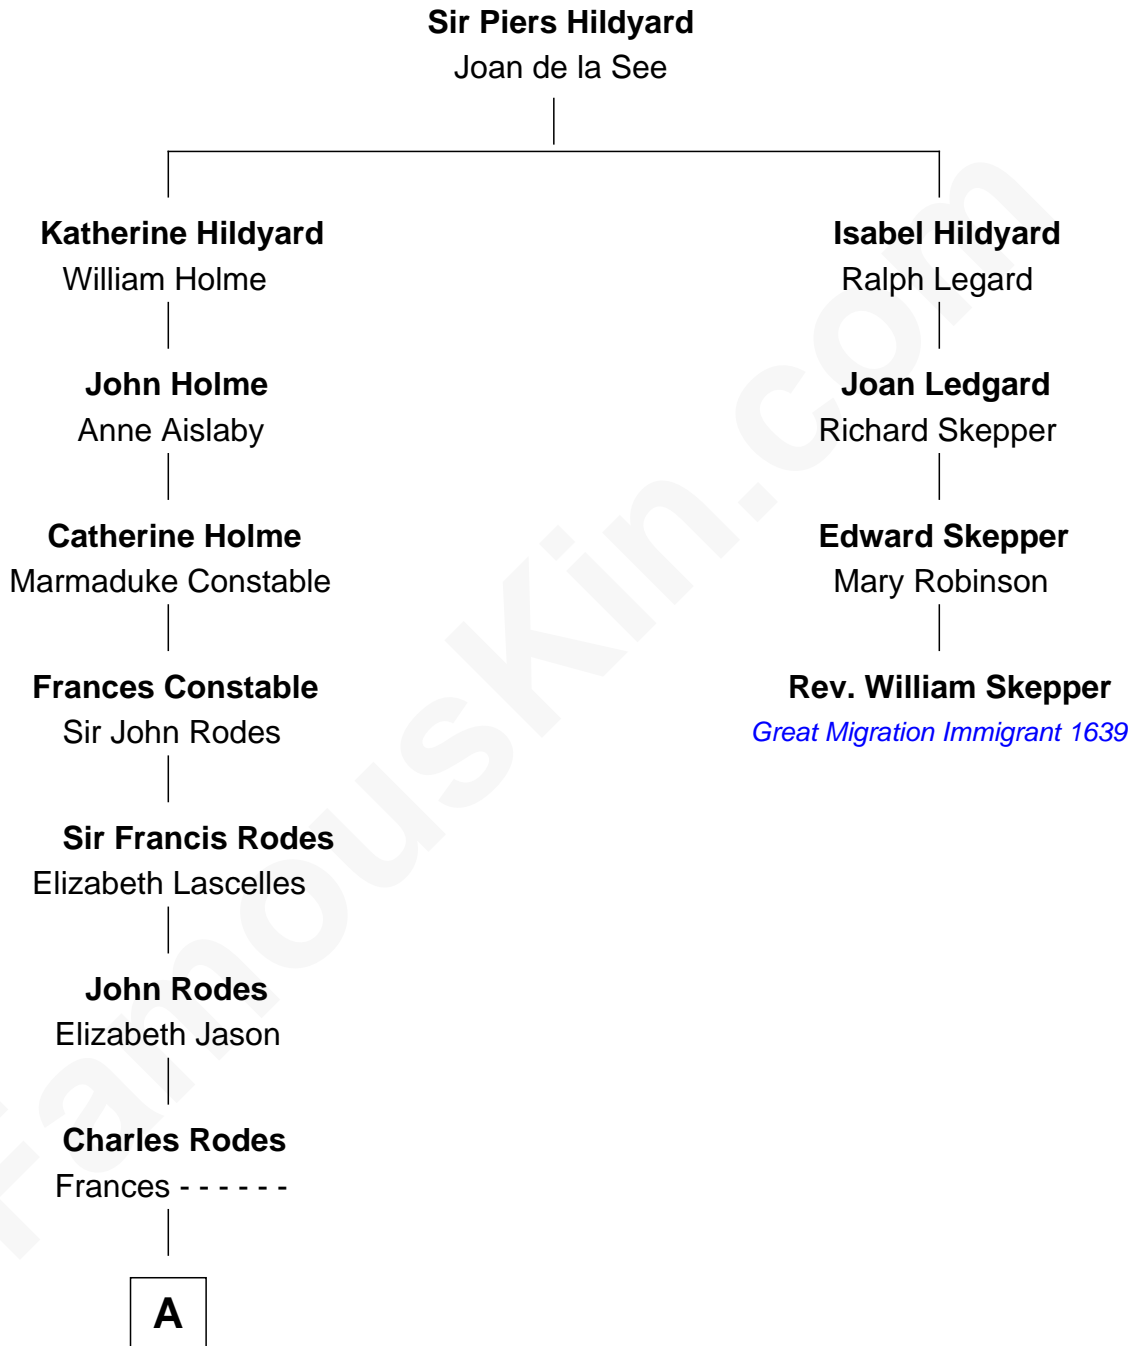 Sir Piers Hildyard
Joan de la See
Katherine Hildyard
William Holme
Isabel Hildyard
Ralph Legard
John Holme
Anne Aislaby
Joan Ledgard
Richard Skepper
Catherine Holme
Marmaduke Constable
Edward Skepper
Mary Robinson
Frances Constable
Sir John Rodes
Rev. William Skepper
Great Migration Immigrant 1639
Sir Francis Rodes
Elizabeth Lascelles
John Rodes
Elizabeth Jason
Charles Rodes
Frances - - - - - -
A
FamousKin.com